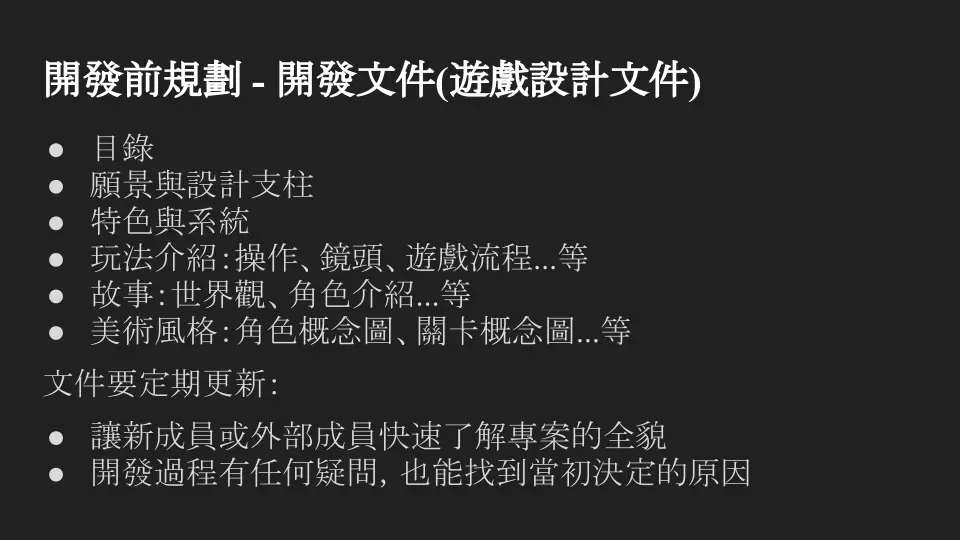 開發前規劃 - 開發文件(遊戲設計文件)
● 目錄
● 願景與設計支柱
● 特色與系統
● 玩法介紹：操作、鏡頭、遊戲流程...等
● 故事：世界觀、角色介紹...等
● 美術風格：角色概念圖、關卡概念圖...等
文件要定期更新：
● 讓新成員或外部成員快速了解專案的全貌
● 開發過程有任何疑問，也能找到當初決定的原因